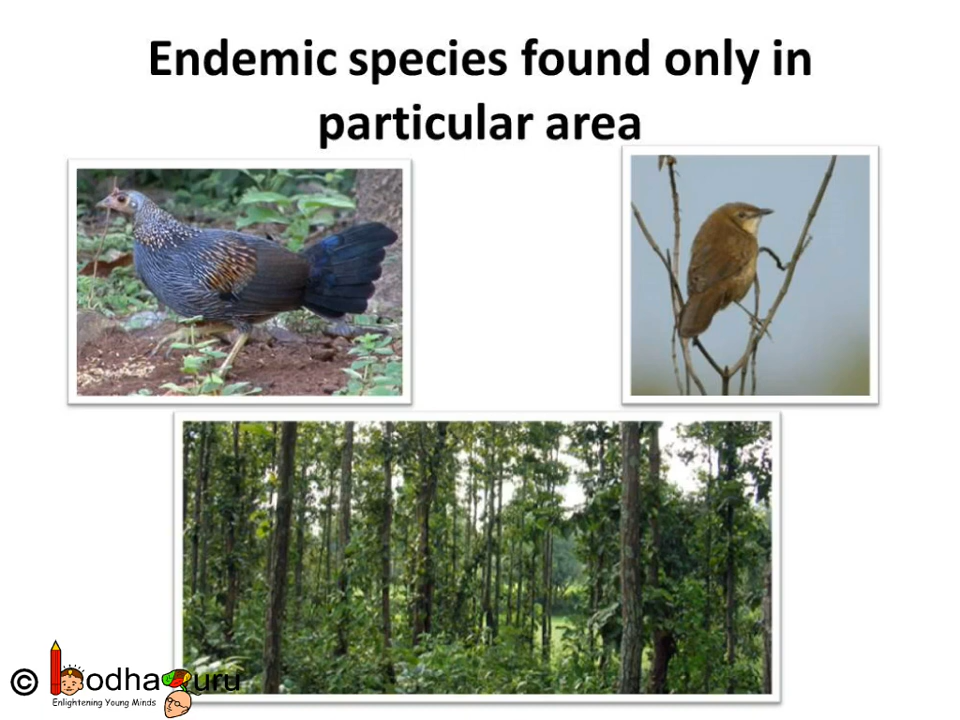 Endemic species found only in
particular area
© BodhaGuru
Enlightening Young Minds